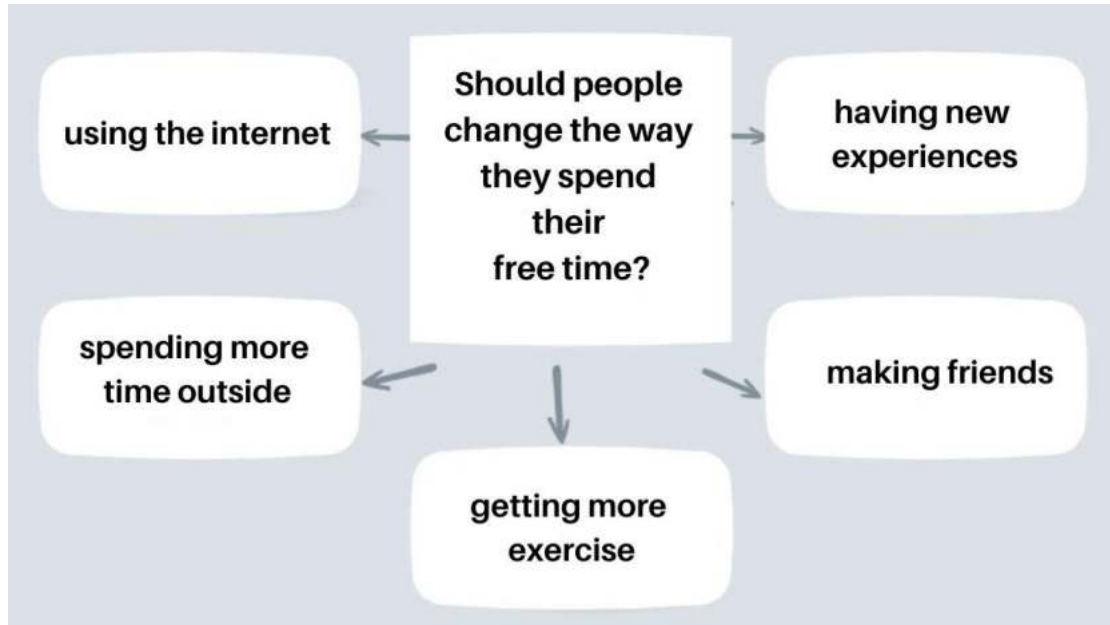 Should people
change the way
they spend
their
free time?
using the internet
having new
experiences
spending more
time outside
making friends
getting more
exercise